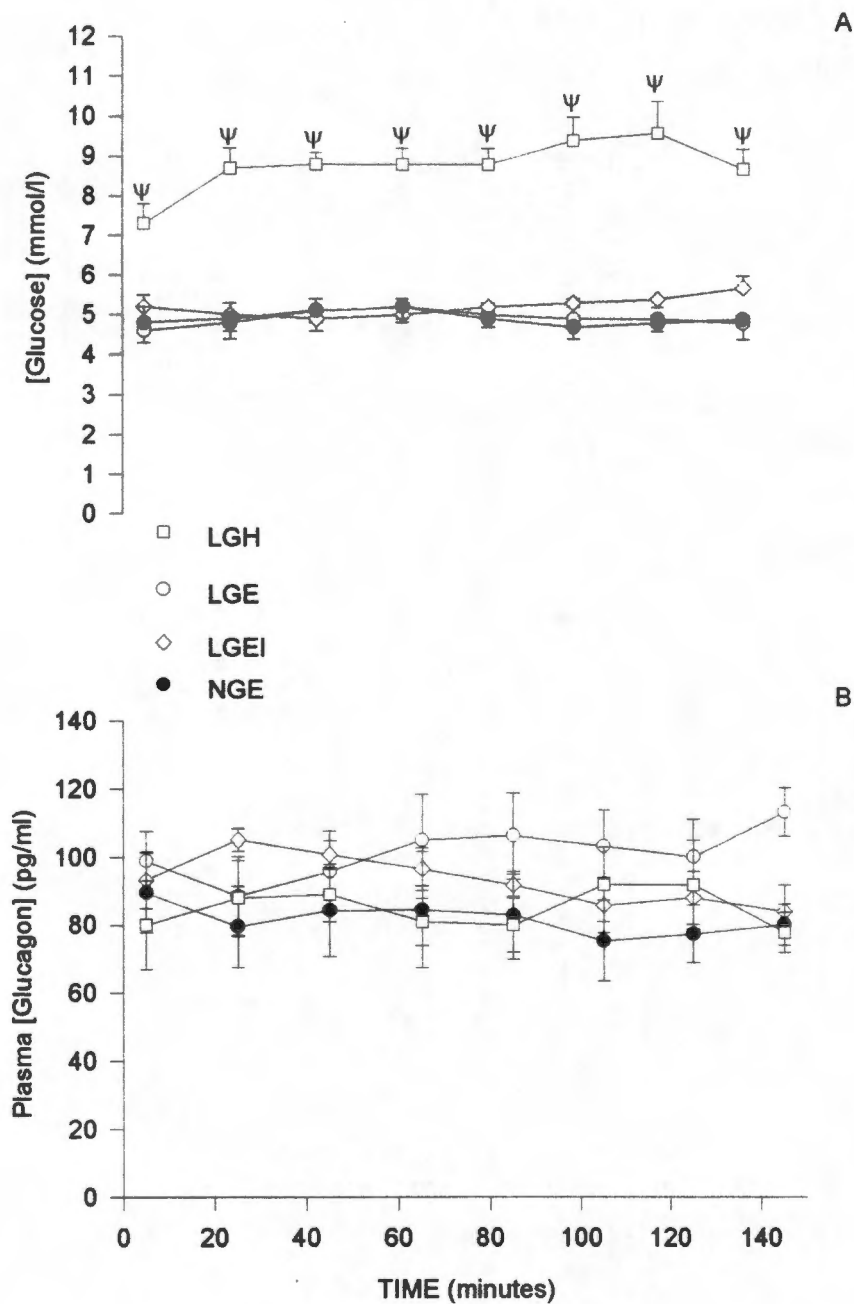 A
12
11
10
9
8
7
6
5
4
3
2
1
0
[Glucose] (mmol/l)
Ψ Ψ Ψ Ψ Ψ Ψ Ψ Ψ
LGH
LGE
LGEI
NGE
B
140
120
100
80
60
40
20
0
Plasma [Glucagon] (pg/ml)
0 20 40 60 80 100 120 140
TIME (minutes)